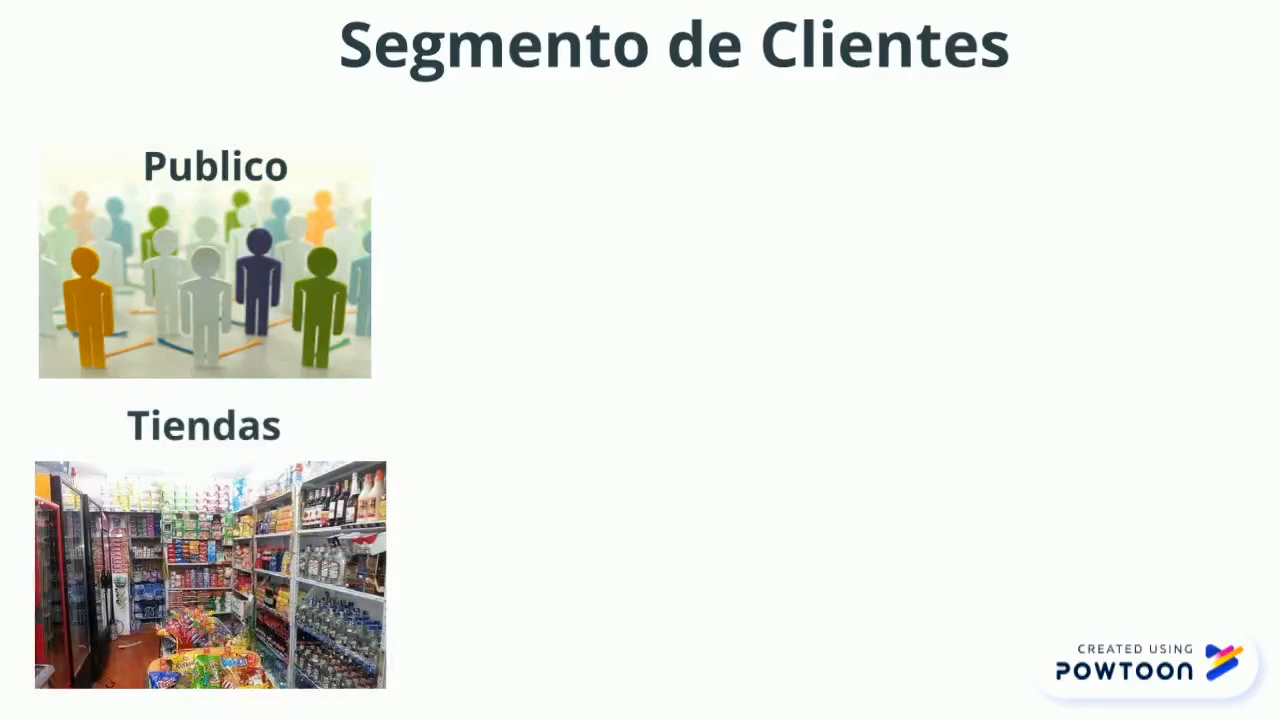 Segmento de Clientes
Publico
Tiendas
CREATED USING
POWTOON